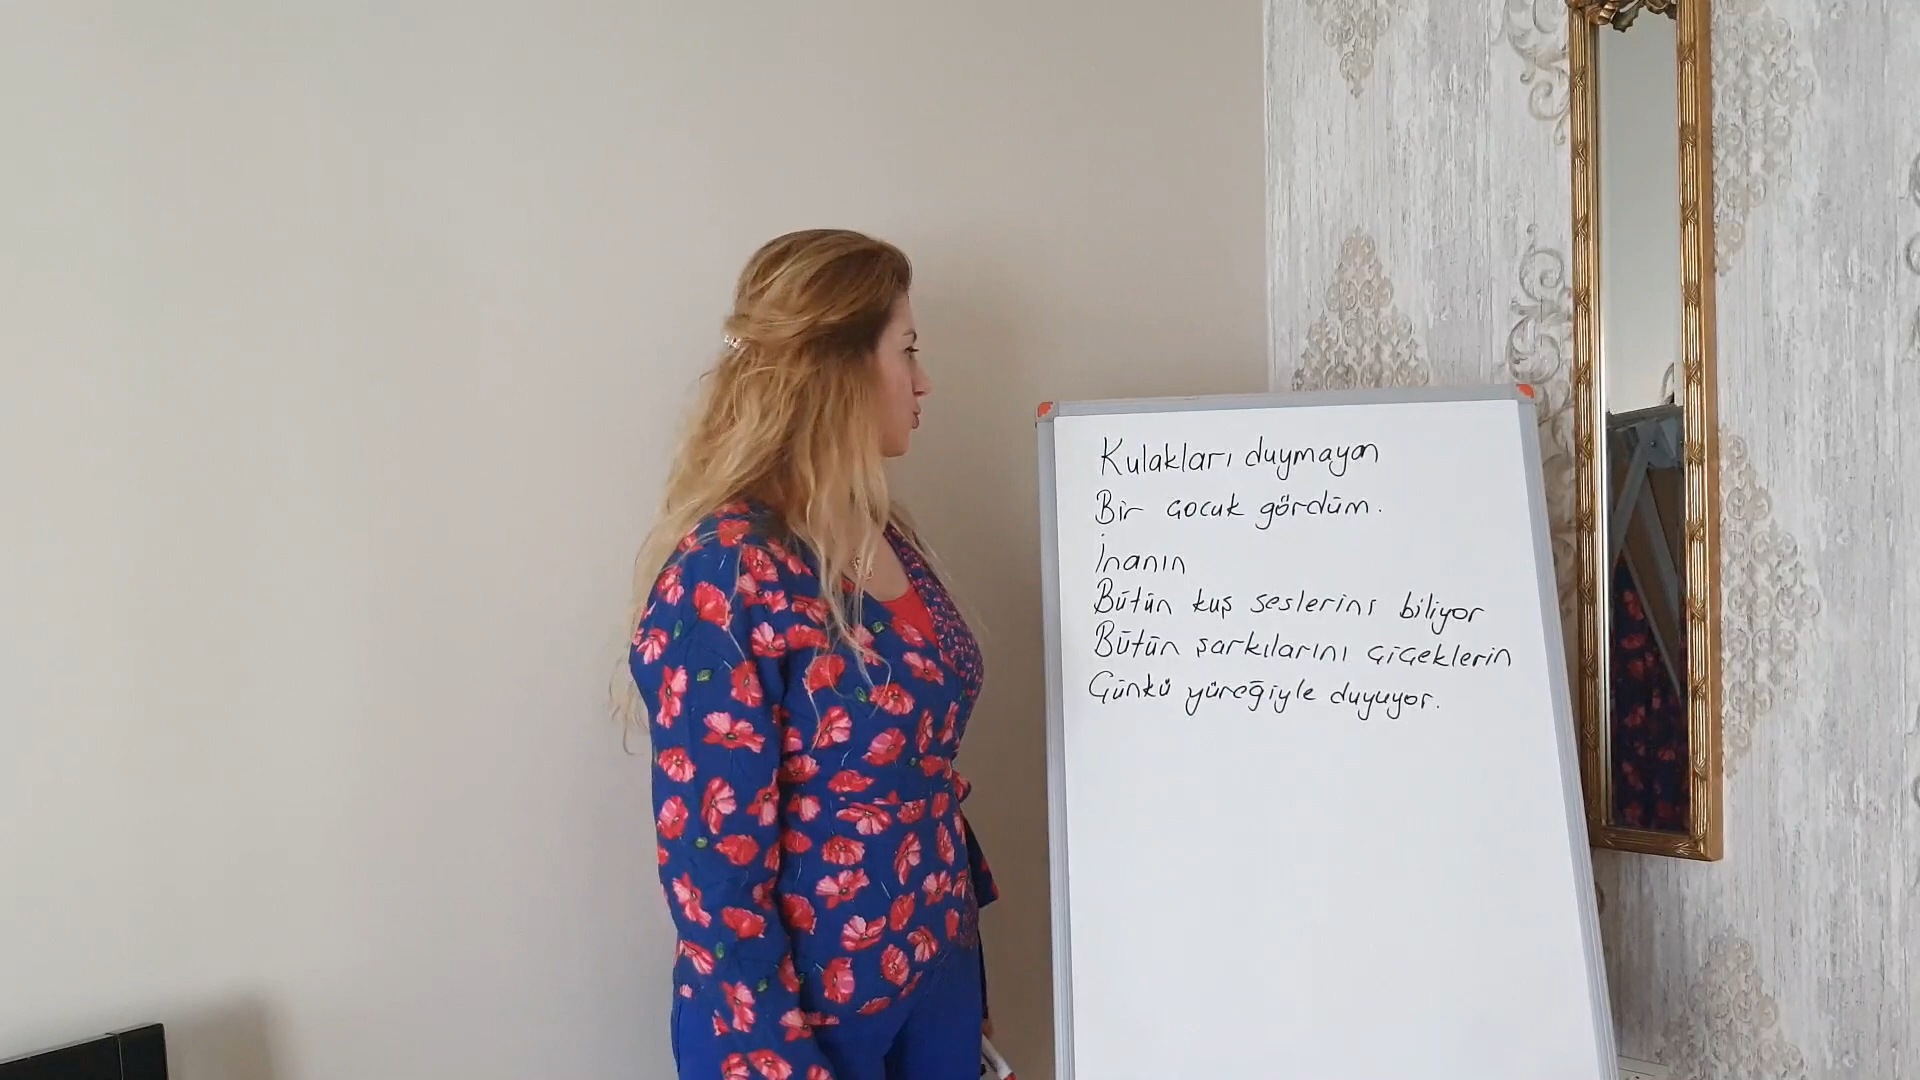 Kulakları duymayan
Bir çocuk gördüm.
İnanın
Bütün kuş seslerini biliyor
Bütün şarkılarını çiçeklerin
Çünkü yüreğiyle duyuyor.